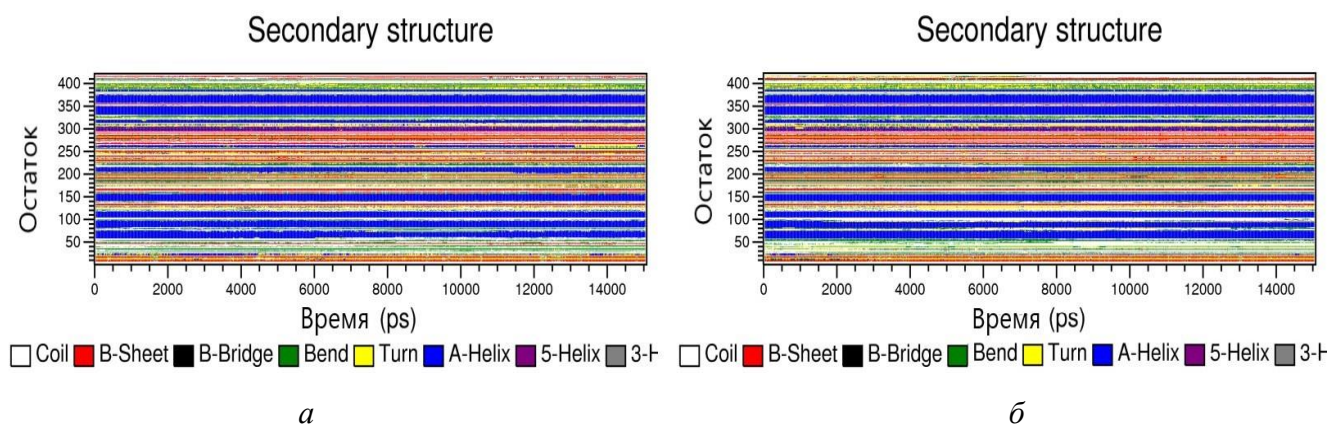 Secondary structure
Остаток
400
350
300
250
200
150
100
50
0 2000 4000 6000 8000 10000 12000 14000
Время (ps)
Coil B-Sheet B-Bridge Bend Turn A-Helix 5-Helix 3-H
а
Secondary structure
Остаток
400
350
300
250
200
150
100
50
0 2000 4000 6000 8000 10000 12000 14000
Время (ps)
Coil B-Sheet B-Bridge Bend Turn A-Helix 5-Helix 3-H
б